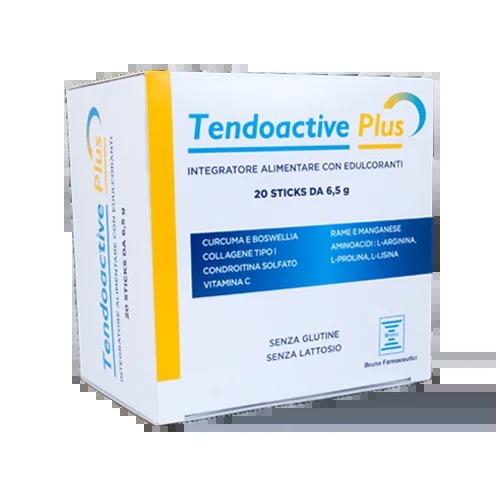 Tendoactive Plus
INTEGRATORE ALIMENTARE CON EDULCORANTI
20 STICKS DA 6,5 g
CURCUMA E BOSWELLIA
COLLAGENE TIPO I
CONDROITINA SOLFATO
VITAMINA C
RAME E MANGANESE
AMINOACIDI : L-ARGININA,
L-PROLINA, L-LISINA
SENZA GLUTINE
SENZA LATTOSIO
Bruno
Bruno Farmaceutici
Tendoactive Plus
INTEGRATORE ALIMENTARE CON EDULCORANTI
20 STICKS DA 6,5 g